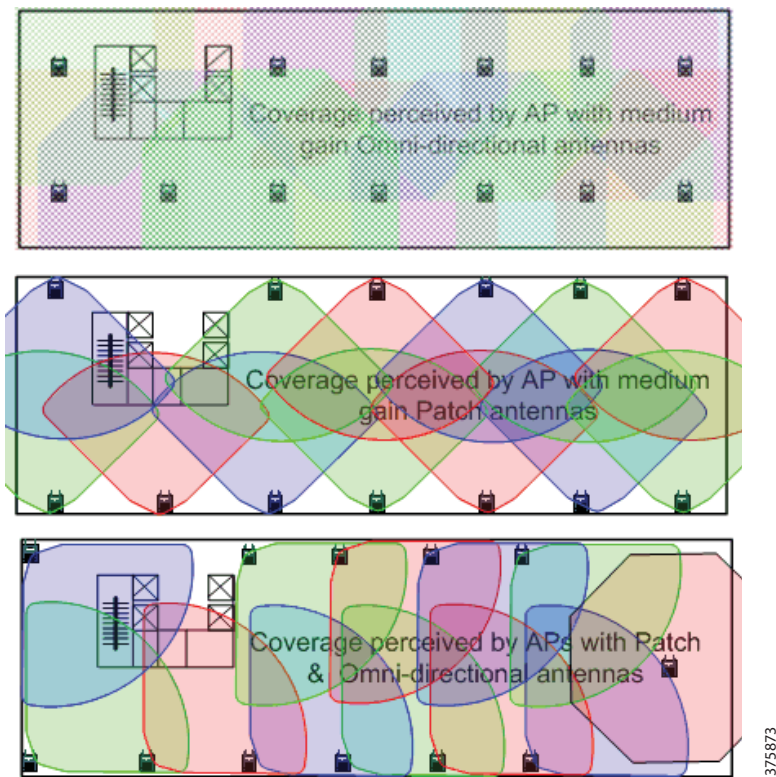 Coverage perceived by AP with medium
gain Omni-directional antennas
Coverage perceived by AP with medium
gain Patch antennas
Coverage perceived by APs with Patch
& Omni-directional antennas
375873